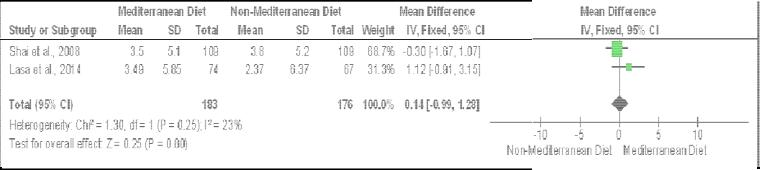 Mediterranean Diet Non-Mediterranean Diet Mean Difference Mean Difference
Study or Subgroup Mean SD Total Mean SD Total Weight IV, Fixed, 95% CI IV, Fixed, 95% CI
Shai et al., 2008 3.5 5.1 109 3.8 5.2 109 68.7% -0.30 [-1.67, 1.07]
Lasa et al., 2014 3.49 5.85 74 2.37 6.37 67 31.3% 1.12 [-0.91, 3.15]
Total (95% CI) 183 176 100.0% 0.14 [-0.99, 1.28]
Heterogeneity: Chi² = 1.30, df = 1 (P = 0.25); I² = 23%
Test for overall effect: Z = 0.25 (P = 0.80)
-10 -5 0 5 10
Non-Mediterranean Diet Mediterranean Diet